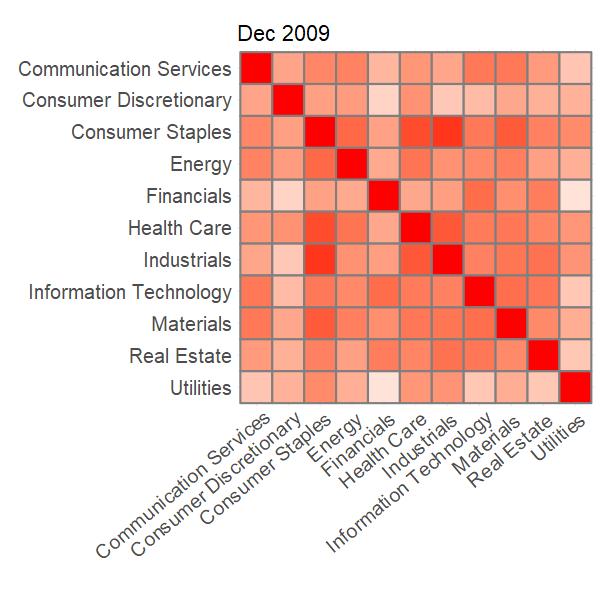 Dec 2009
Communication Services
Consumer Discretionary
Consumer Staples
Energy
Financials
Health Care
Industrials
Information Technology
Materials
Real Estate
Utilities
Communication Services
Consumer Discretionary
Consumer Staples
Energy
Financials
Health Care
Industrials
Information Technology
Materials
Real Estate
Utilities